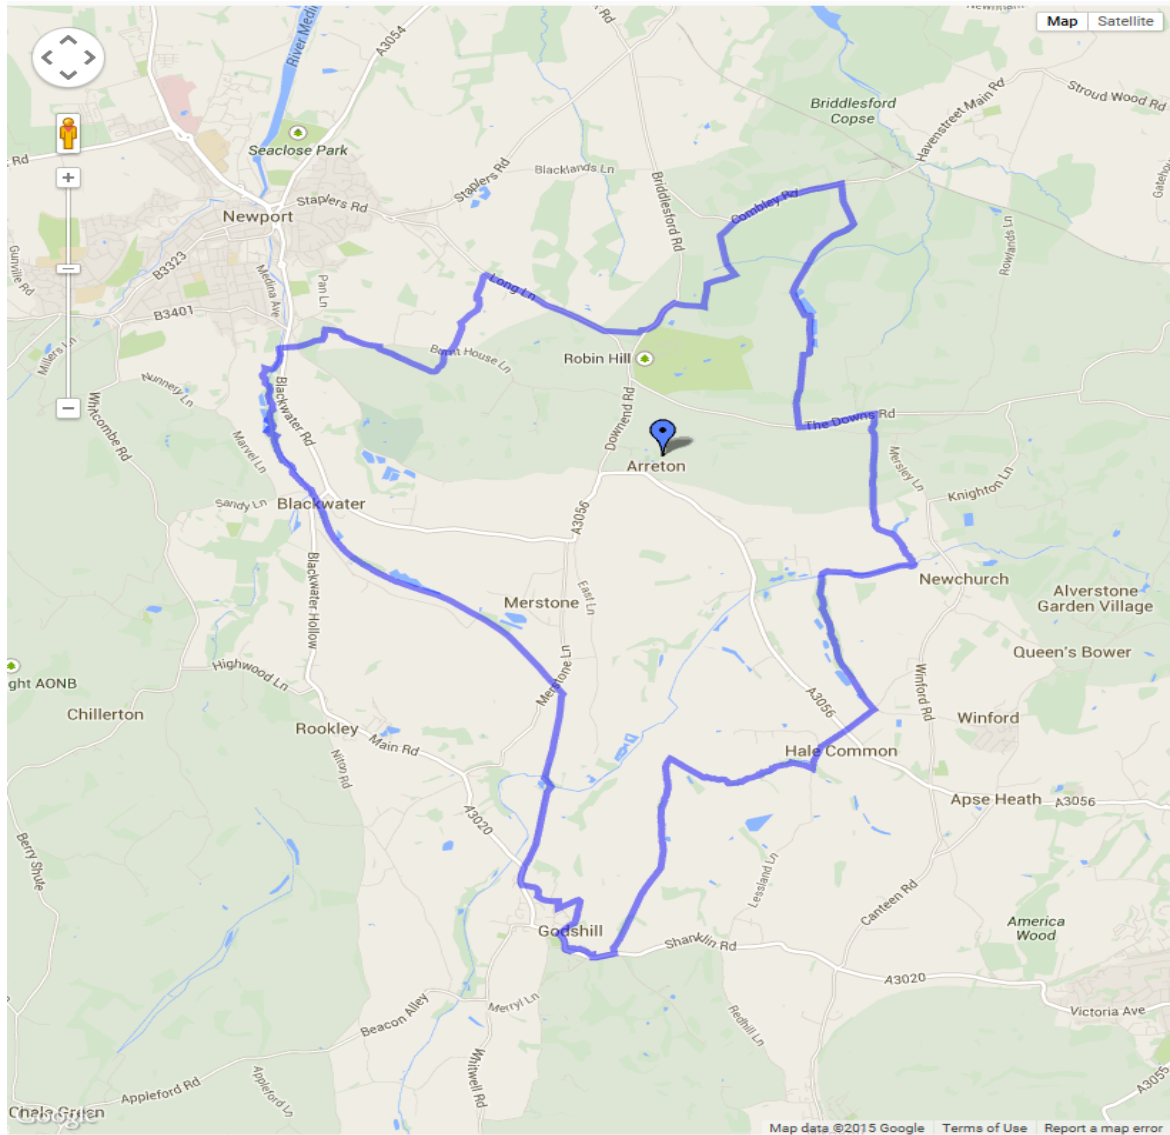 Newnham
Map
Satellite
River Medi
A3054
Stroud Wood Rd
Briddlesford
Copse
Havenstreet Main Rd
Seaclose Park
Rd
Staplers Rd
Blacklands Ln
Briddlesford Rd
Combley Rd
Staplers Rd
Newport
Rowlands Ln
Gunville Rd
B3323
Medina Ave
Pan Ln
Long Ln
B3401
Millers Ln
Burnt House Ln
Robin Hill
Nunnery Ln
Whitcombe Rd
Blackwater Rd
Downend Rd
The Downs Rd
Marvel Ln
Arreton
Mersley Ln
Knighton Ln
Sandy Ln
Blackwater
A3056
Blackwater Hollow
East Ln
Newchurch
Merstone
Alverstone
Garden Village
Queen's Bower
Highwood Ln
ght AONB
Merstone Ln
Winford Rd
Chillerton
A3056
Winford
Rookley
Main Rd
Niton Rd
Hale Common
Apse Heath
A3056
A3020
Berry Shute
Lessland Ln
Canteen Rd
America
Wood
Godshill
Shanklin Rd
A3020
Merryl Ln
Beacon Alley
Redhill Ln
Victoria Ave
Whitwell Rd
Appleford Rd
Appleford Ln
A3055
Chale Green
Google
Map data ©2015 Google
Terms of Use
Report a map error